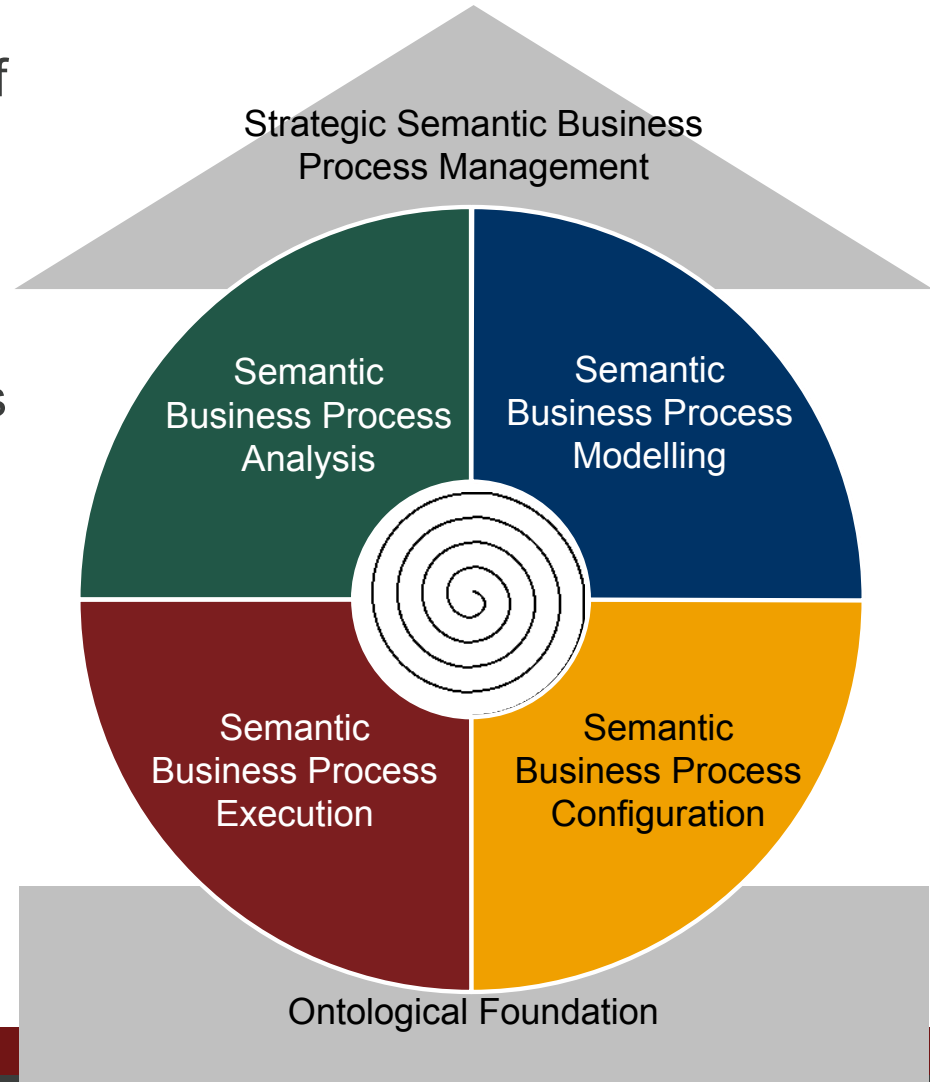 f
Strategic Semantic Business
Process Management
s
Semantic
Business Process
Analysis
Semantic
Business Process
Modelling
Semantic
Business Process
Execution
Semantic
Business Process
Configuration
Ontological Foundation